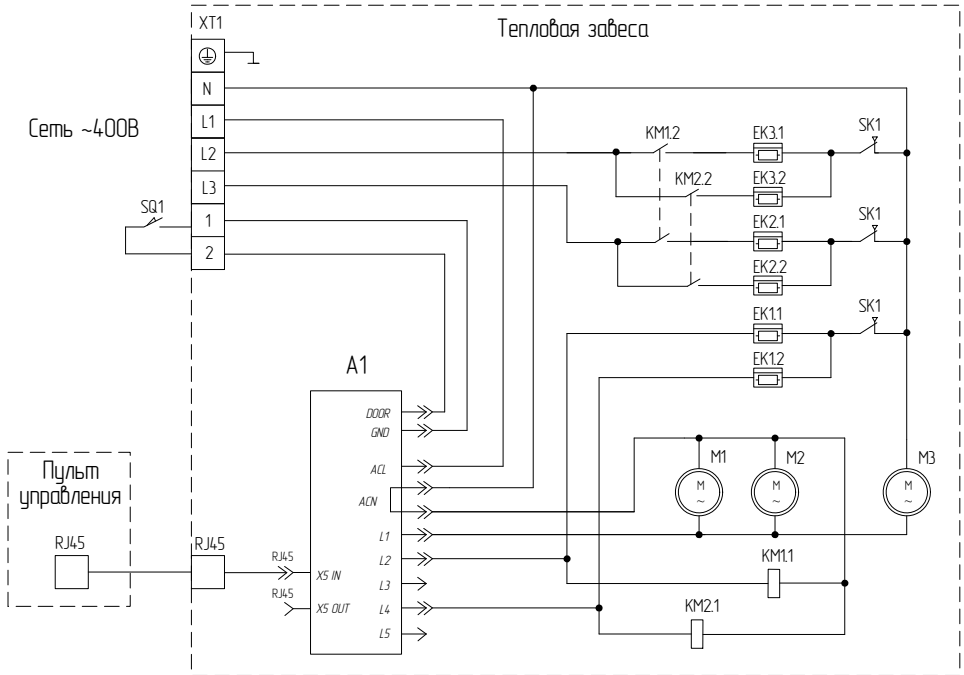 XT1
Тепловая завеса
N
L1
L2
L3
1
2
Сеть ~400В
SQ1
KM1.2
EK3.1
SK1
KM2.2
EK3.2
EK2.1
SK1
EK2.2
EK1.1
SK1
EK1.2
A1
DOOR
GND
ACL
ACN
L1
L2
L3
L4
L5
X5 IN
X5 OUT
RJ45
RJ45
Пульт
управления
RJ45
RJ45
M1
M
~
M2
M
~
M3
M
~
KM1.1
KM2.1